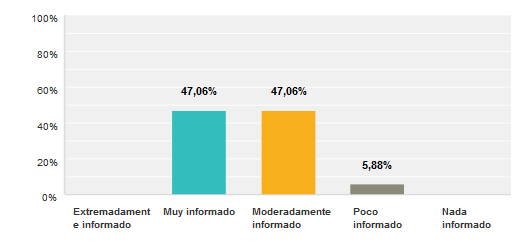 100%
80%
60%
40%
20%
0%
47,06%
47,06%
5,88%
Extremadament
e informado
Muy informado
Moderadamente
informado
Poco
informado
Nada
informado